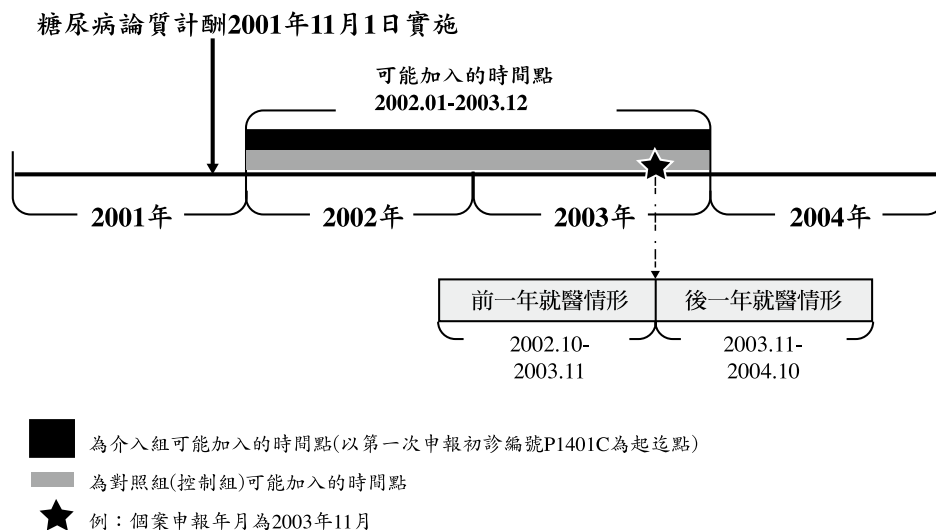 糖尿病論質計酬2001年11月1日實施
可能加入的時間點
2002.01-2003.12
2001年
2002年
2003年
2004年
前一年就醫情形
後一年就醫情形
2002.10-
2003.11
2003.11-
2004.10
為介入組可能加入的時間點(以第一次申報初診編號P1401C為起迄點)
為對照組(控制組)可能加入的時間點
例：個案申報年月為2003年11月